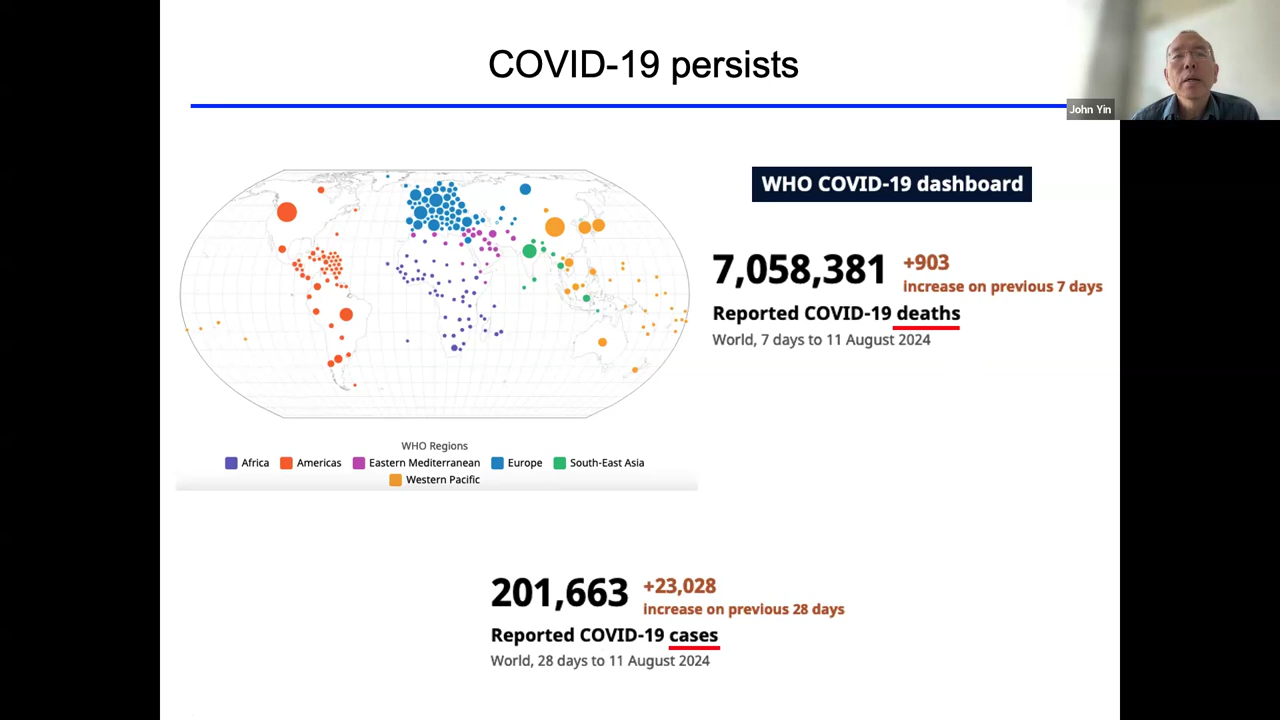 COVID-19 persists
John Yin
WHO COVID-19 dashboard
7,058,381
+903
increase on previous 7 days
Reported COVID-19 deaths
World, 7 days to 11 August 2024
WHO Regions
Africa
Americas
Eastern Mediterranean
Europe
South-East Asia
Western Pacific
201,663
+23,028
increase on previous 28 days
Reported COVID-19 cases
World, 28 days to 11 August 2024